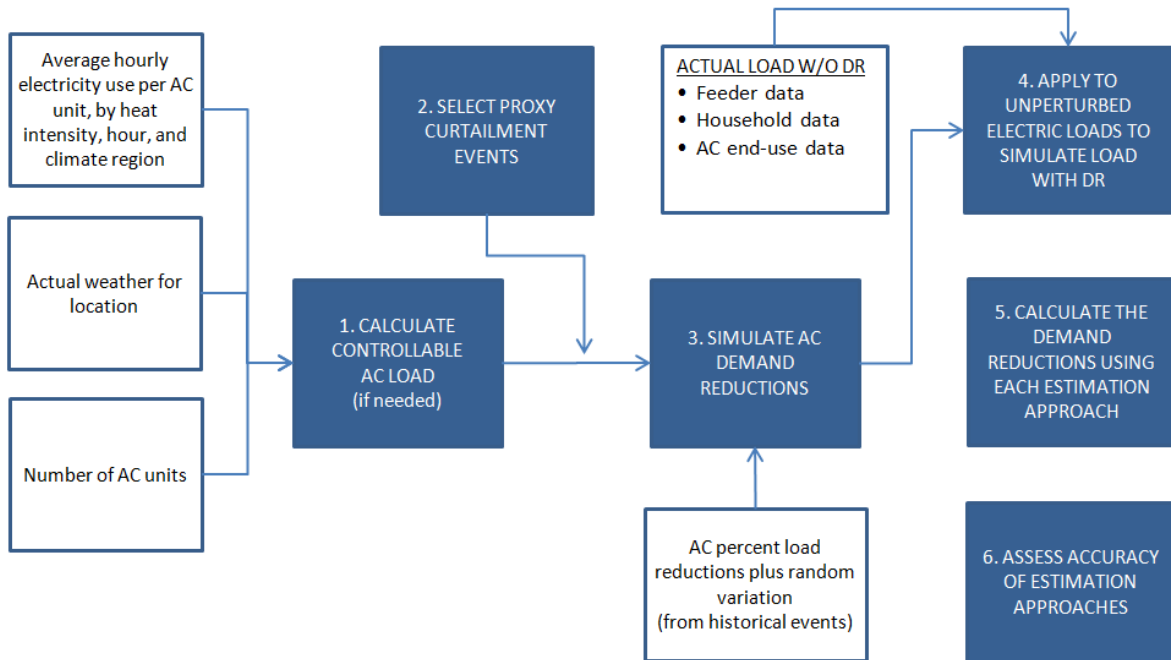 Average hourly
electricity use per AC
unit, by heat
intensity, hour, and
climate region
Actual weather for
location
Number of AC units
2. SELECT PROXY
CURTAILMENT
EVENTS
1. CALCULATE
CONTROLLABLE
AC LOAD
(if needed)
ACTUAL LOAD W/O DR
• Feeder data
• Household data
• AC end-use data
3. SIMULATE AC
DEMAND
REDUCTIONS
AC percent load
reductions plus random
variation
(from historical events)
4. APPLY TO
UNPERTURBED
ELECTRIC LOADS TO
SIMULATE LOAD
WITH DR
5. CALCULATE THE
DEMAND
REDUCTIONS USING
EACH ESTIMATION
APPROACH
6. ASSESS ACCURACY
OF ESTIMATION
APPROACHES